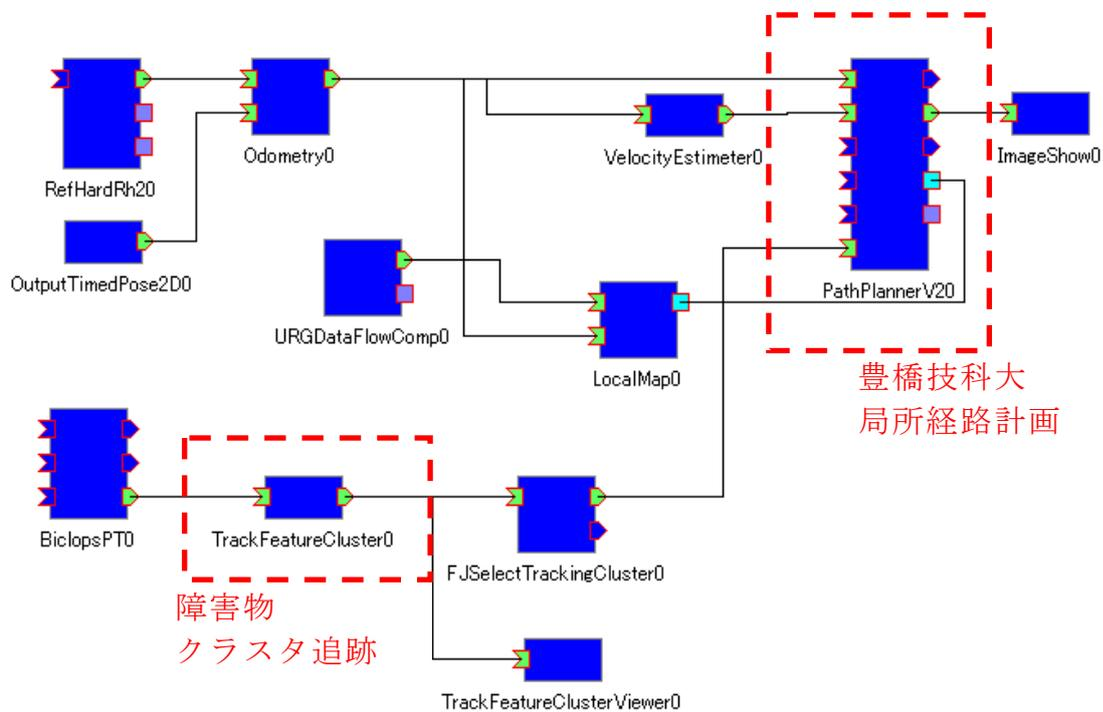 Odometry0
VelocityEstimeter0
ImageShow0
RefHardRh20
OutputTimedPose2D0
PathPlannerV20
URGDataFlowComp0
LocalMap0
豊橋技科大
局所経路計画
BiclopsPT0
TrackFeatureCluster0
FJSelectTrackingCluster0
障害物
クラスタ追跡
TrackFeatureClusterViewer0